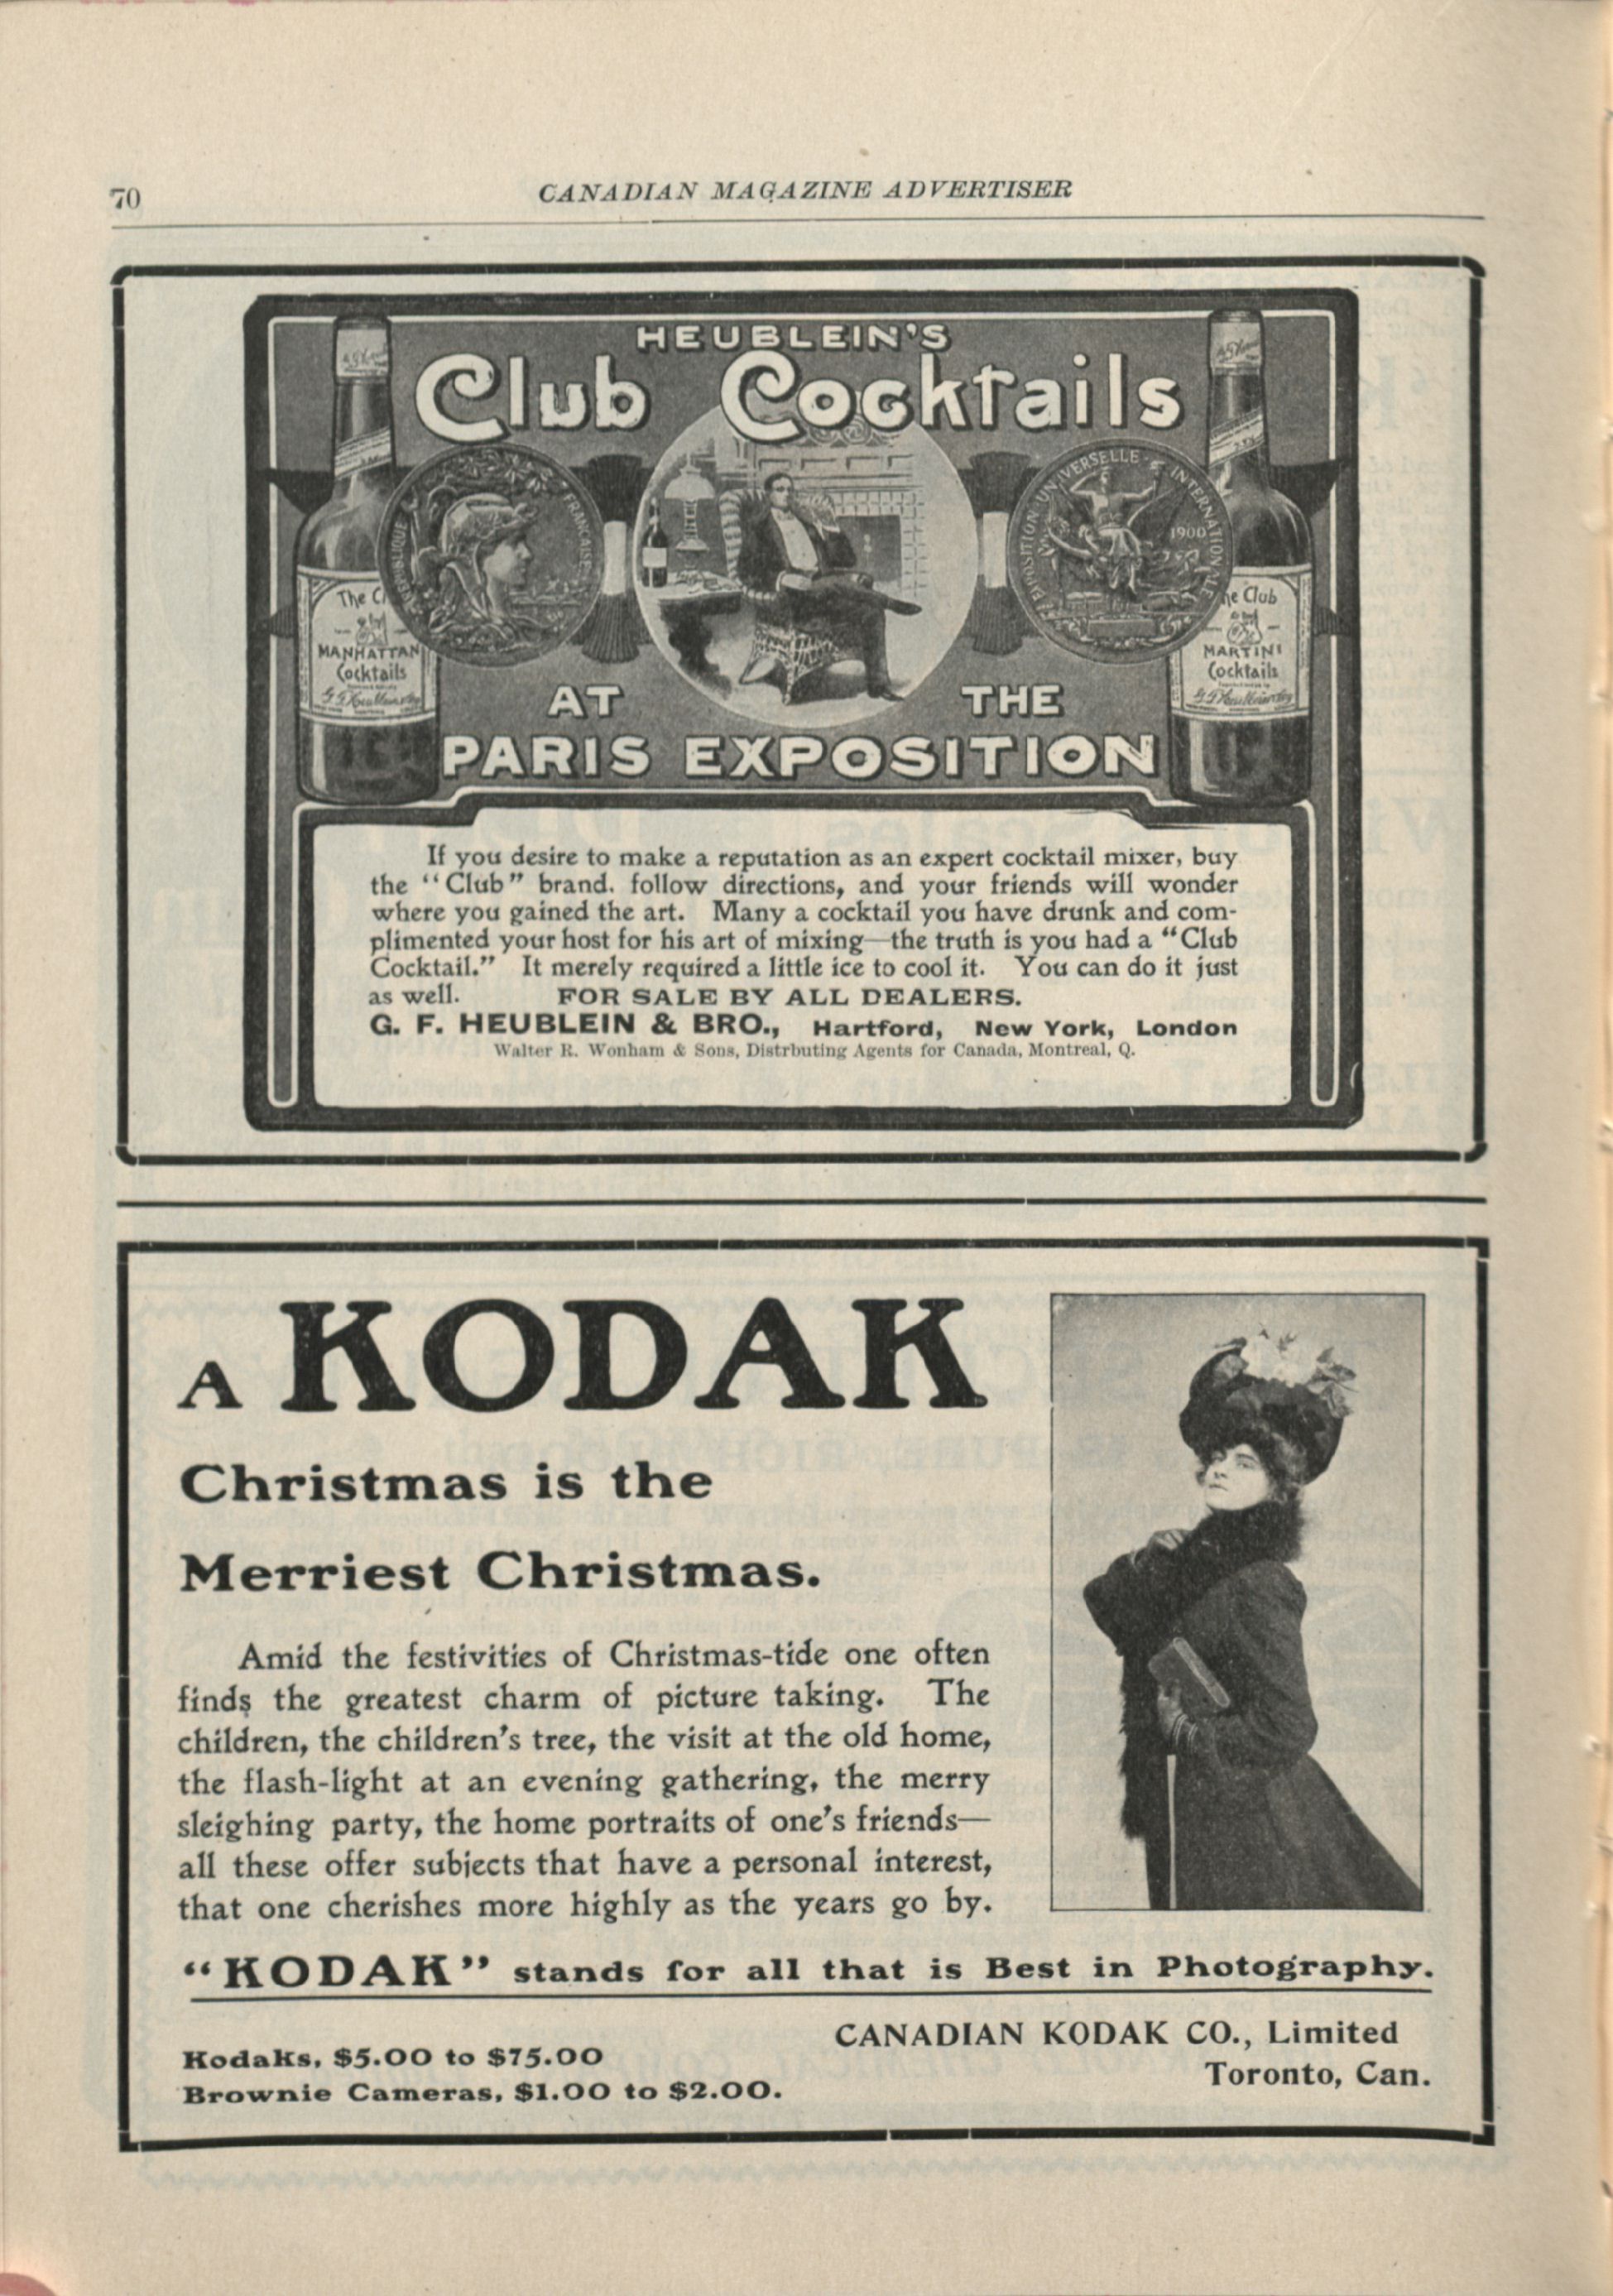 70
CANADIAN MAGAZINE ADVERTISER
HEUBLEIN'S
Club Cocktails
REPUBLIQUE FRANCAISE
EXPOSITION UNIVERSELLE INTERNATIONALE
1900
The Cl
MANHATTAN
Cocktails
he Club
MARTINI
Cocktails
AT THE
PARIS EXPOSITION
If you desire to make a reputation as an expert cocktail mixer, buy
the "Club" brand, follow directions, and your friends will wonder
where you gained the art. Many a cocktail you have drunk and com-
plimented your host for his art of mixing—the truth is you had a "Club
Cocktail." It merely required a little ice to cool it. You can do it just
as well. FOR SALE BY ALL DEALERS.
G. F. HEUBLEIN & BRO., Hartford, New York, London
Walter R. Wonham & Sons, Distrbuting Agents for Canada, Montreal, Q.
A KODAK
Christmas is the
Merriest Christmas.
Amid the festivities of Christmas-tide one often
finds the greatest charm of picture taking. The
children, the children's tree, the visit at the old home,
the flash-light at an evening gathering, the merry
sleighing party, the home portraits of one's friends—
all these offer subjects that have a personal interest,
that one cherishes more highly as the years go by.
"KODAK" stands for all that is Best in Photography.
CANADIAN KODAK CO., Limited
Toronto, Can.
Kodaks, $5.00 to $75.00
Brownie Cameras, $1.00 to $2.00.